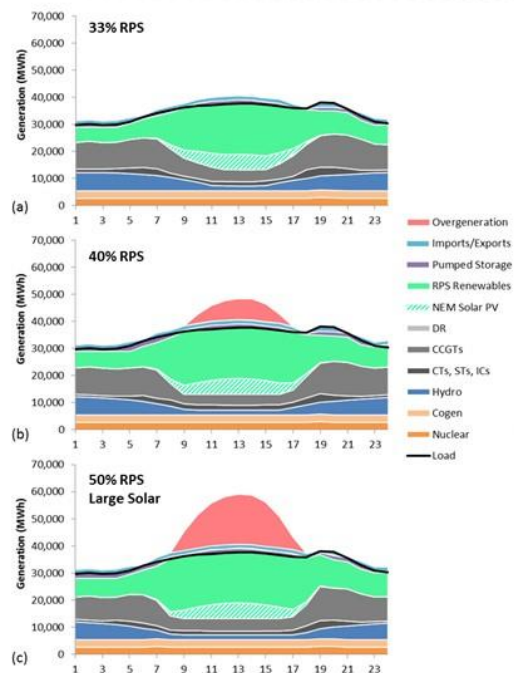 33% RPS
Generation (MWh)
70,000
60,000
50,000
40,000
30,000
20,000
10,000
0
1 3 5 7 9 11 13 15 17 19 21 23
(a)
40% RPS
Generation (MWh)
70,000
60,000
50,000
40,000
30,000
20,000
10,000
0
1 3 5 7 9 11 13 15 17 19 21 23
(b)
50% RPS
Large Solar
Generation (MWh)
70,000
60,000
50,000
40,000
30,000
20,000
10,000
0
1 3 5 7 9 11 13 15 17 19 21 23
(c)
Overgeneration
Imports/Exports
Pumped Storage
RPS Renewables
NEM Solar PV
DR
CCGTs
CTs, STs, ICs
Hydro
Cogen
Nuclear
Load